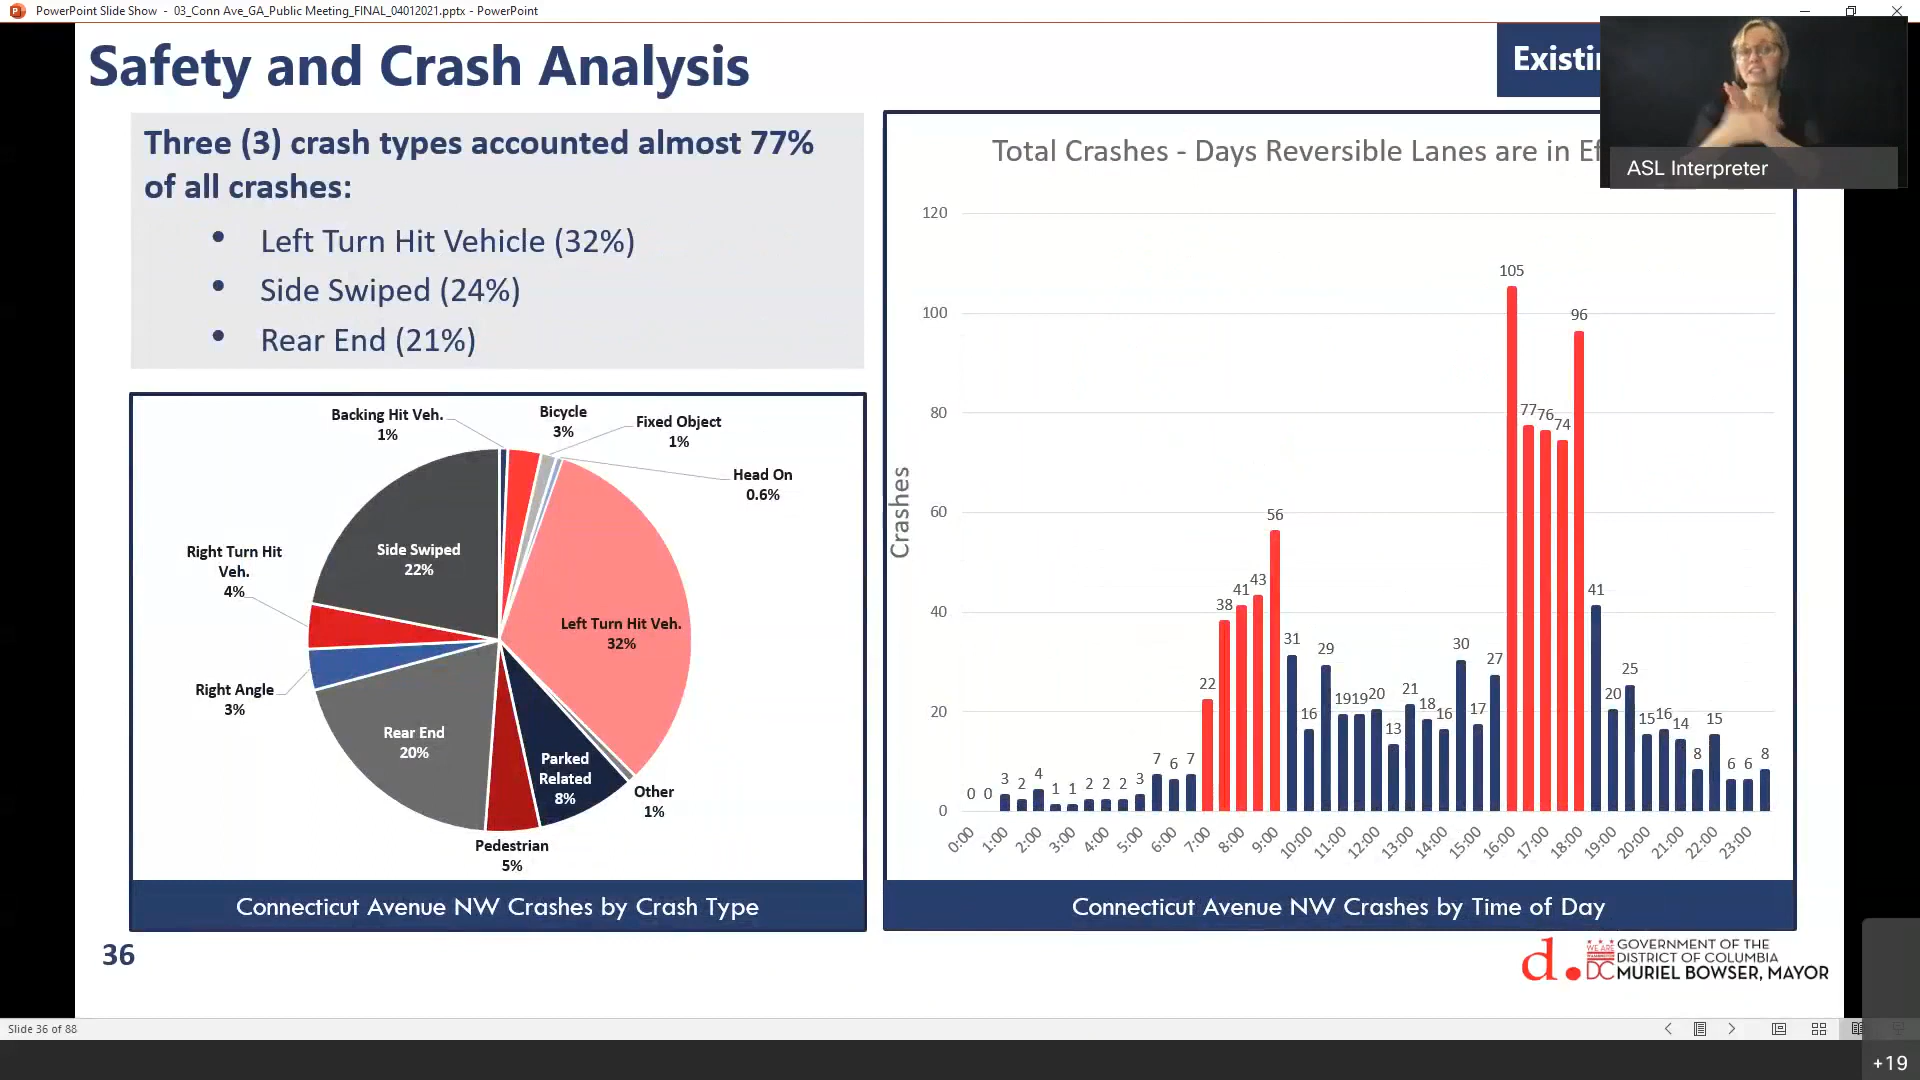 PowerPoint Slide Show - 03_Conn Ave_GA_Public Meeting_FINAL_04012021.pptx - PowerPoint
Safety and Crash Analysis
ASL Interpreter
Three (3) crash types accounted almost 77%
of all crashes:
• Left Turn Hit Vehicle (32%)
• Side Swiped (24%)
• Rear End (21%)
Backing Hit Veh.
1%
Bicycle
3%
Fixed Object
1%
Head On
0.6%
Left Turn Hit Veh.
32%
Other
1%
Parked
Related
8%
Pedestrian
5%
Rear End
20%
Right Angle
3%
Right Turn Hit
Veh.
4%
Side Swiped
22%
Connecticut Avenue NW Crashes by Crash Type
Total Crashes - Days Reversible Lanes are in
Crashes
120
100
80
60
40
20
0
0 0 3 2 4 1 1 2 2 2 3 7 6 7 22 38 41 43 56 31 16 29 19 19 20 13 21 18 16 30 17 27 105 77 76 74 96 41 20 25 15 16 14 8 15 6 6 8
0:00 1:00 2:00 3:00 4:00 5:00 6:00 7:00 8:00 9:00 10:00 11:00 12:00 13:00 14:00 15:00 16:00 17:00 18:00 19:00 20:00 21:00 22:00 23:00
Connecticut Avenue NW Crashes by Time of Day
36
d.
WE ARE
WASHINGTON
DC
GOVERNMENT OF THE
DISTRICT OF COLUMBIA
MURIEL BOWSER, MAYOR
Slide 36 of 88
+19